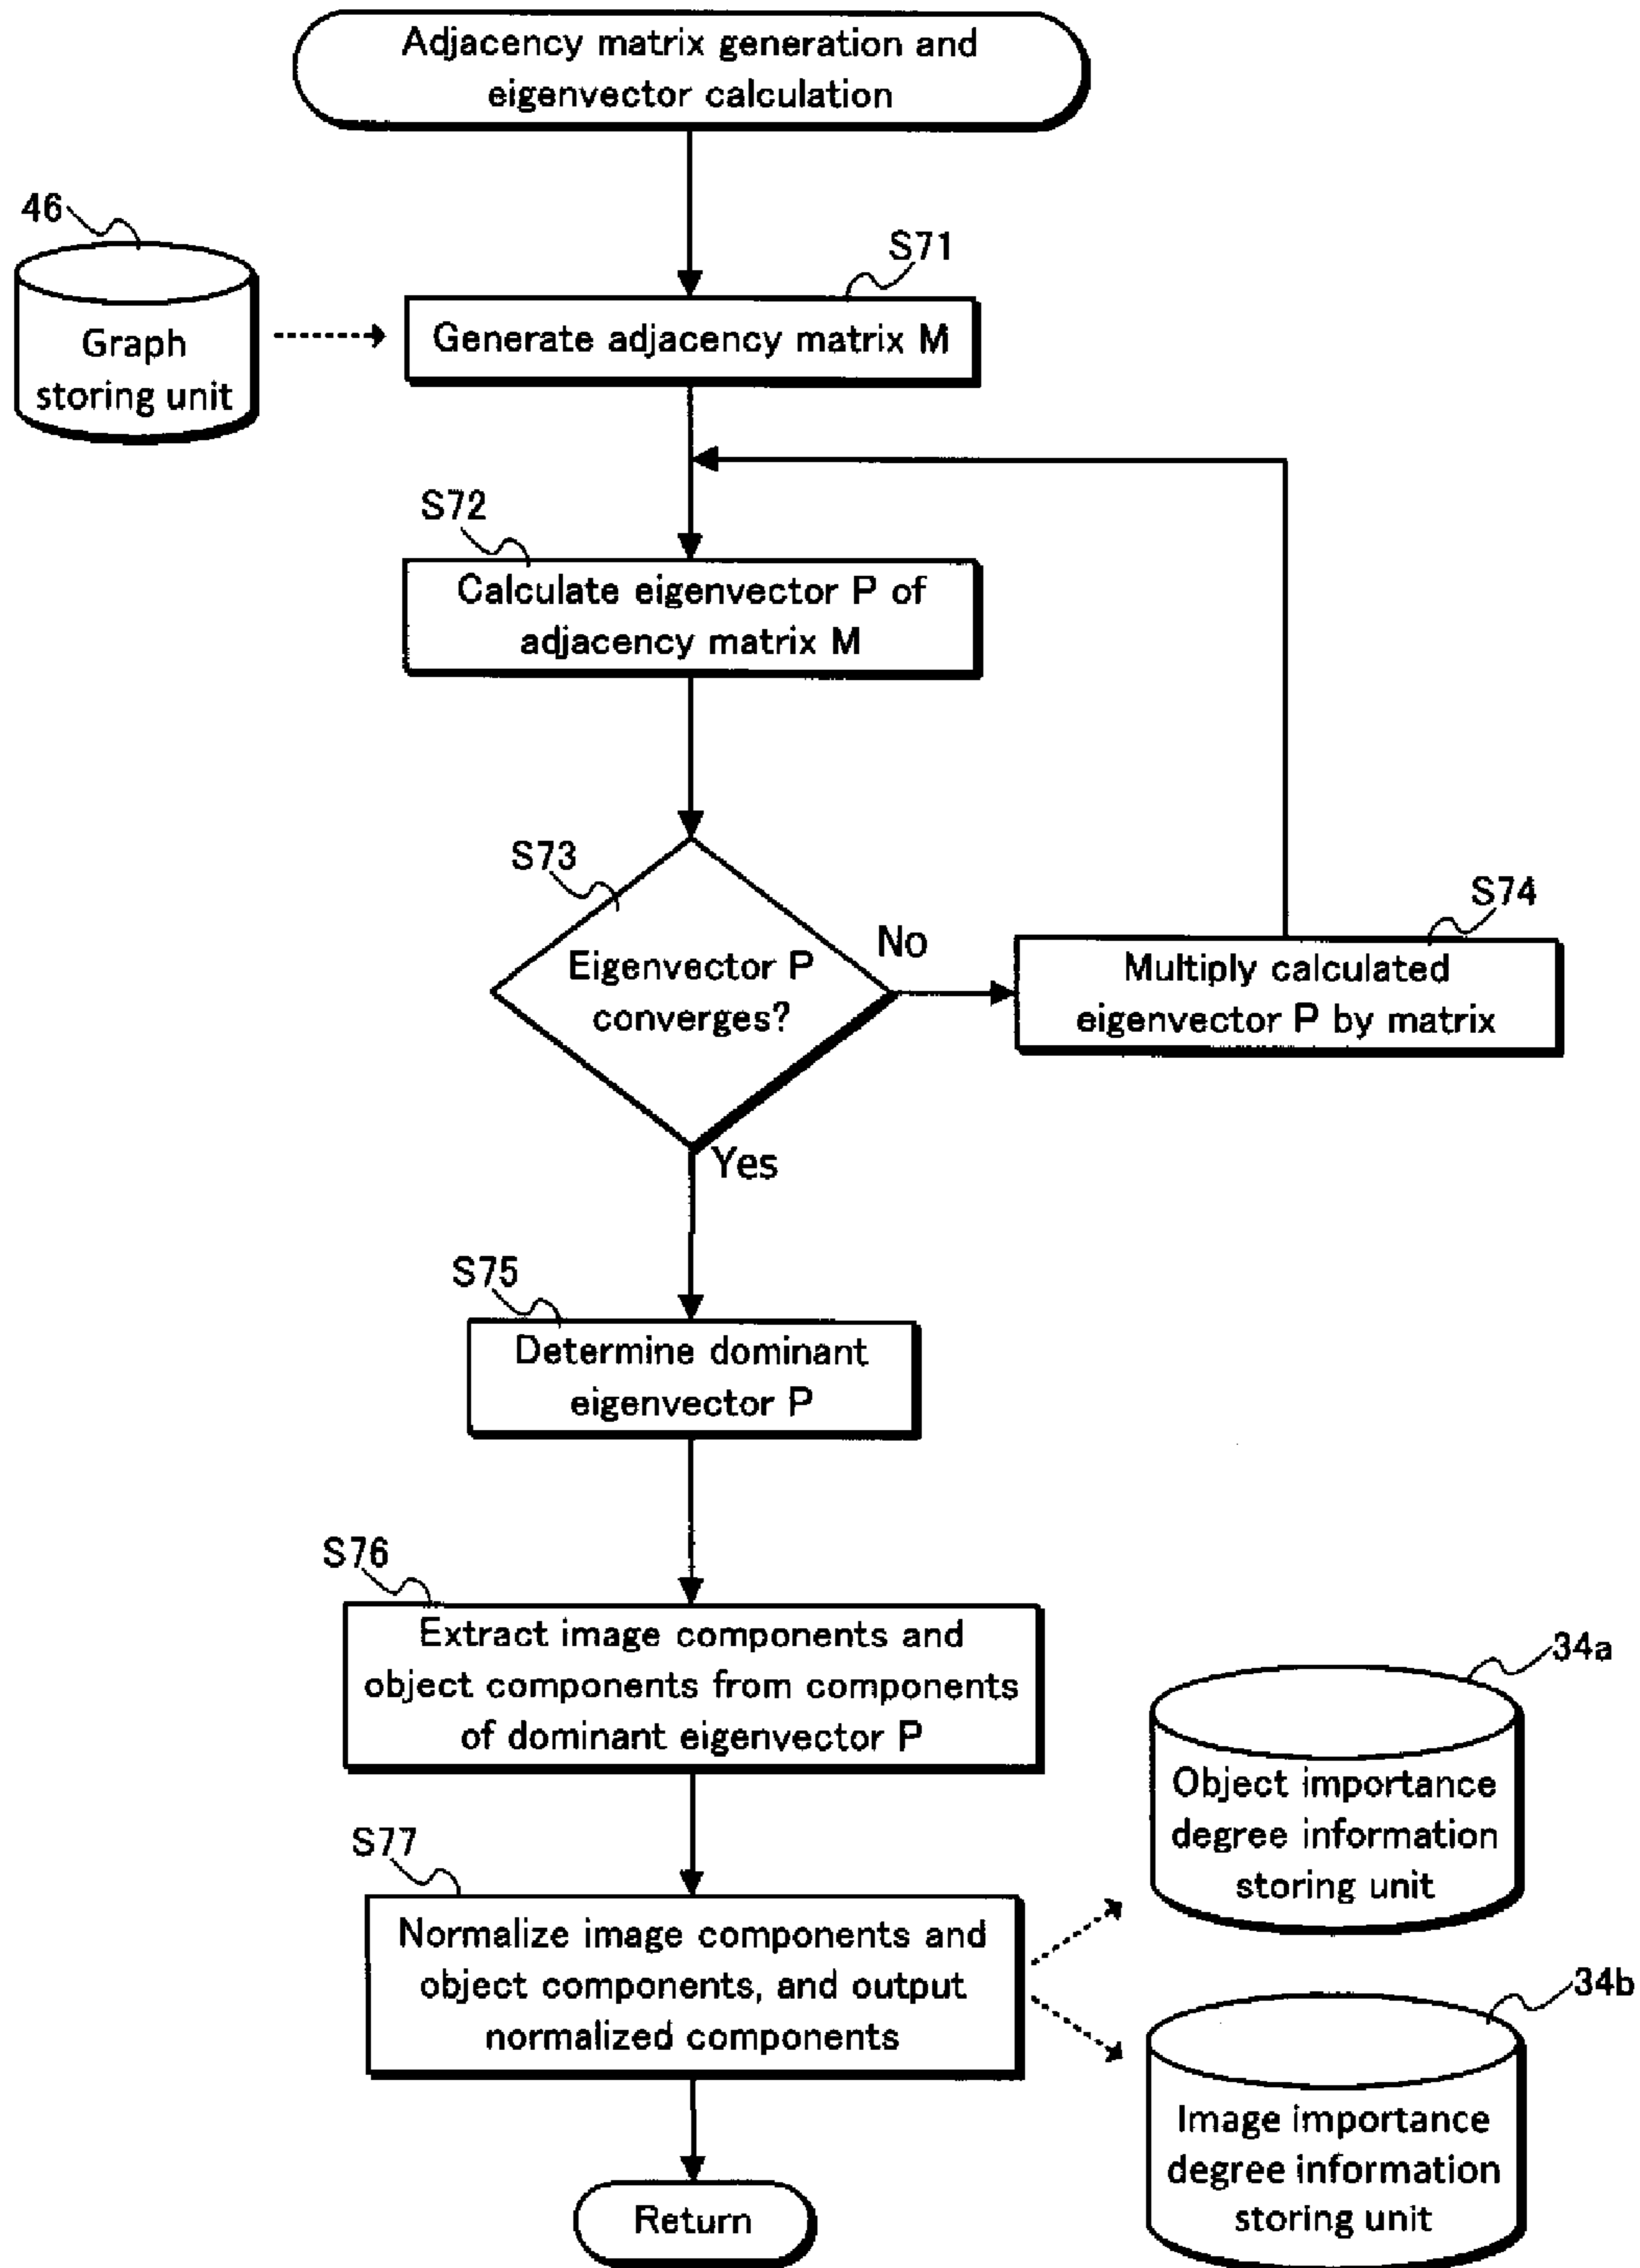 Adjacency matrix generation and
eigenvector calculation
46
Graph
storing unit
S71
Generate adjacency matrix M
S72
Calculate eigenvector P of
adjacency matrix M
S73
Eigenvector P
converges?
No
S74
Multiply calculated
eigenvector P by matrix
Yes
S75
Determine dominant
eigenvector P
S76
Extract image components and
object components from components
of dominant eigenvector P
S77
Normalize image components and
object components, and output
normalized components
34a
Object importance
degree information
storing unit
34b
Image importance
degree information
storing unit
Return